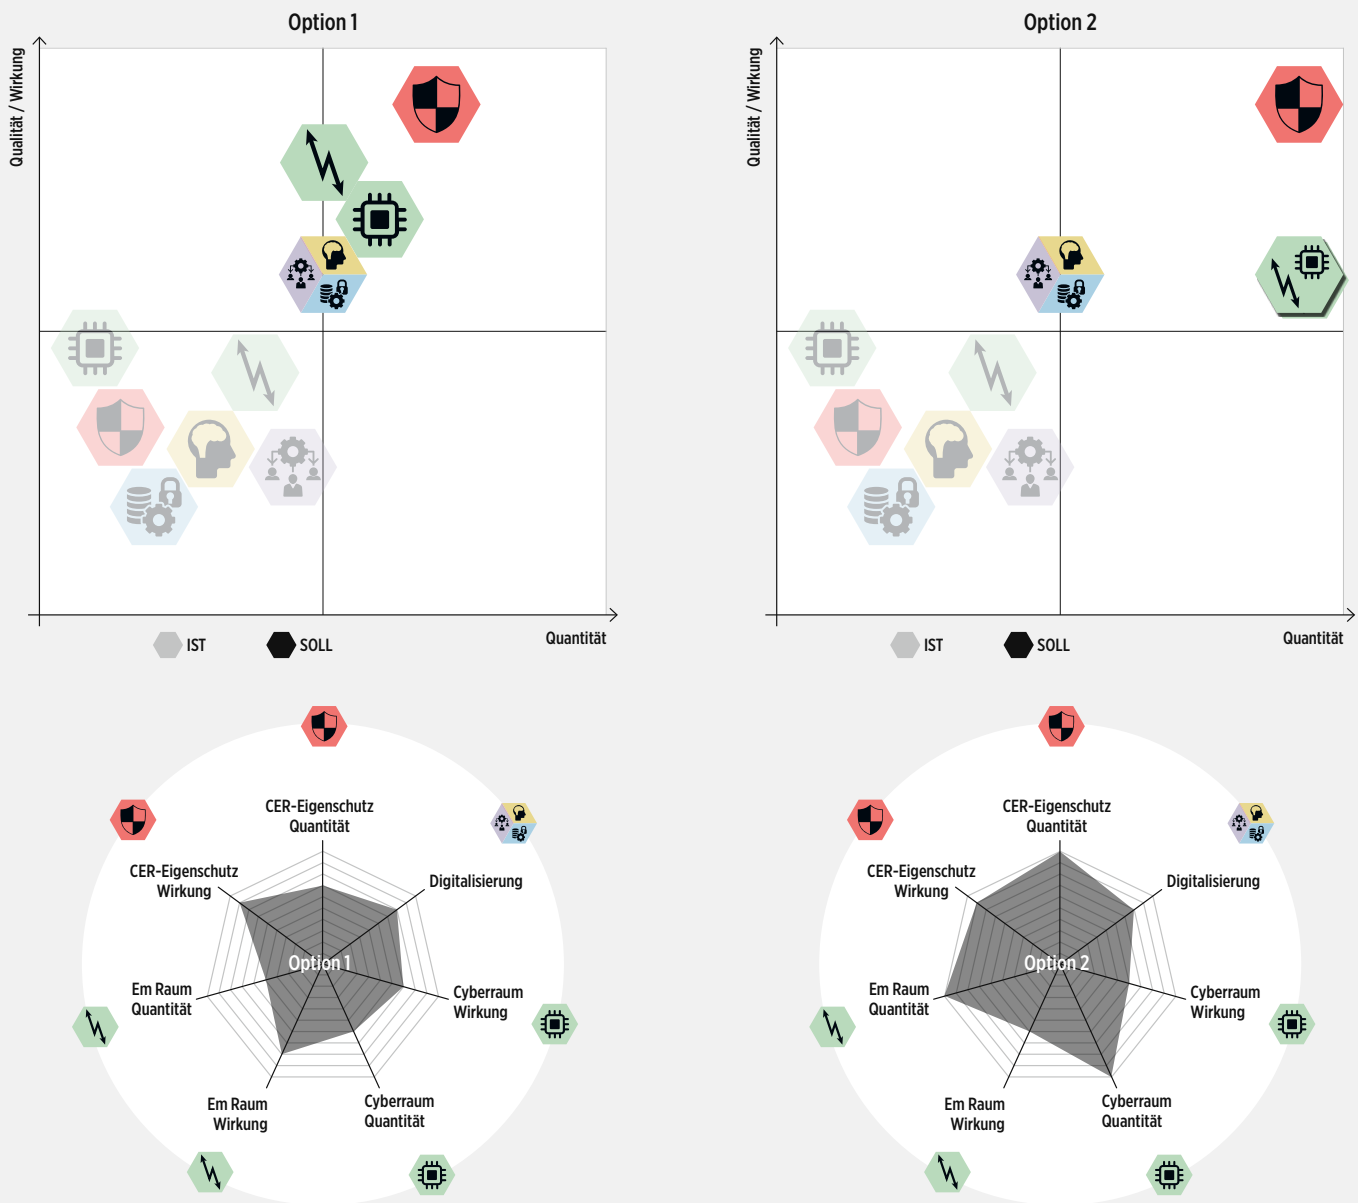 Option 1
Qualität / Wirkung
IST
SOLL
Quantität
Option 2
Qualität / Wirkung
IST
SOLL
Quantität
CER-Eigenschutz
Quantität
CER-Eigenschutz
Wirkung
Digitalisierung
Option 1
Em Raum
Quantität
Cyberraum
Wirkung
Em Raum
Wirkung
Cyberraum
Quantität
CER-Eigenschutz
Quantität
CER-Eigenschutz
Wirkung
Digitalisierung
Option 2
Em Raum
Quantität
Cyberraum
Wirkung
Em Raum
Wirkung
Cyberraum
Quantität